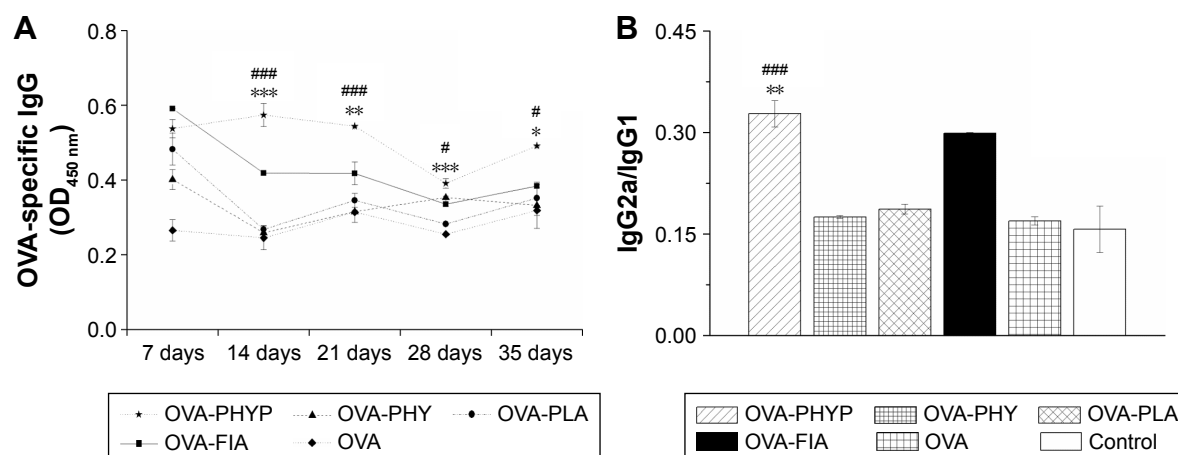 A
OVA-specific IgG
(OD450 nm)
0.8
0.6
0.4
0.2
0.0
###
***
###
**
#
***
#
*
7 days 14 days 21 days 28 days 35 days
OVA-PHYP OVA-PHY OVA-PLA
OVA-FIA OVA
B
IgG2a/IgG1
0.45
0.30
0.15
0.00
###
**
OVA-PHYP OVA-PHY OVA-PLA
OVA-FIA OVA Control